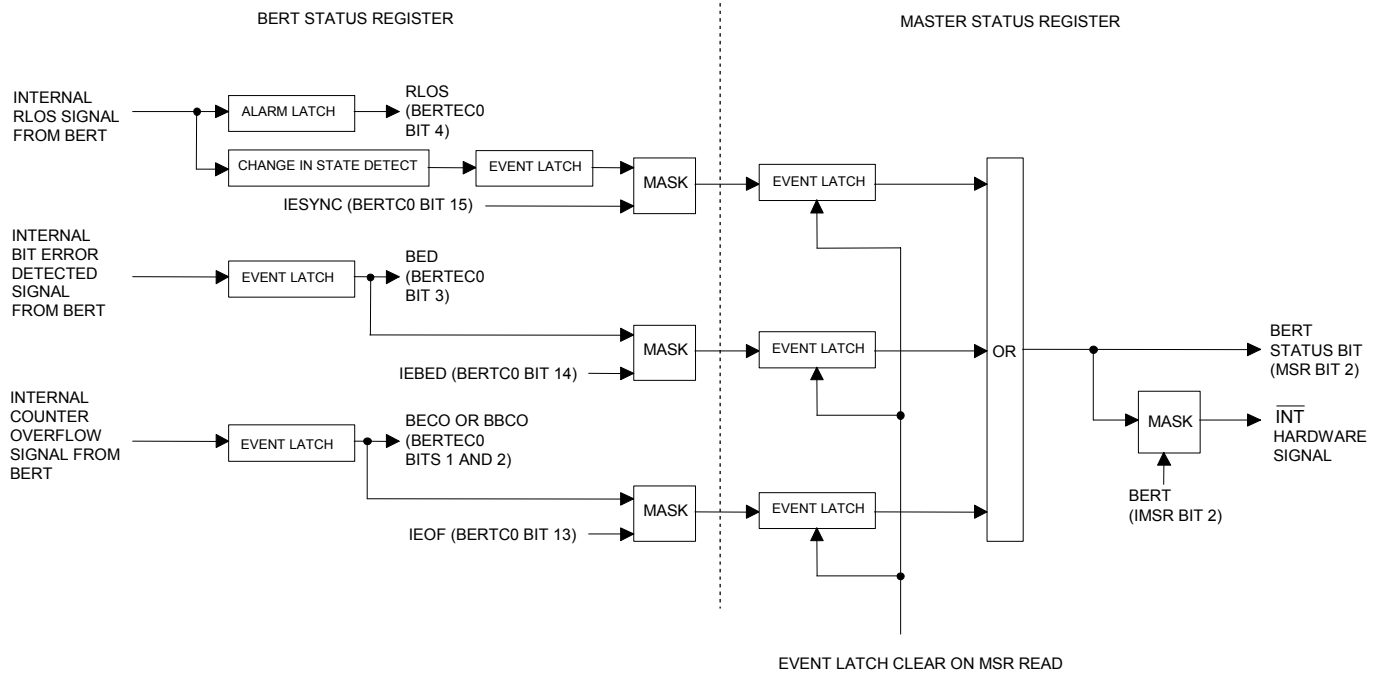 BERT STATUS REGISTER
MASTER STATUS REGISTER
INTERNAL
RLOS SIGNAL
FROM BERT
ALARM LATCH
RLOS
(BERTEC0
BIT 4)
CHANGE IN STATE DETECT
EVENT LATCH
MASK
EVENT LATCH
IESYNC (BERTC0 BIT 15)
INTERNAL
BIT ERROR
DETECTED
SIGNAL
FROM BERT
EVENT LATCH
BED
(BERTEC0
BIT 3)
MASK
EVENT LATCH
OR
IEBED (BERTC0 BIT 14)
BERT
STATUS BIT
(MSR BIT 2)
MASK
INT
HARDWARE
SIGNAL
BERT
(IMSR BIT 2)
INTERNAL
COUNTER
OVERFLOW
SIGNAL FROM
BERT
EVENT LATCH
BECO OR BBCO
(BERTEC0
BITS 1 AND 2)
MASK
EVENT LATCH
IEOF (BERTC0 BIT 13)
EVENT LATCH CLEAR ON MSR READ